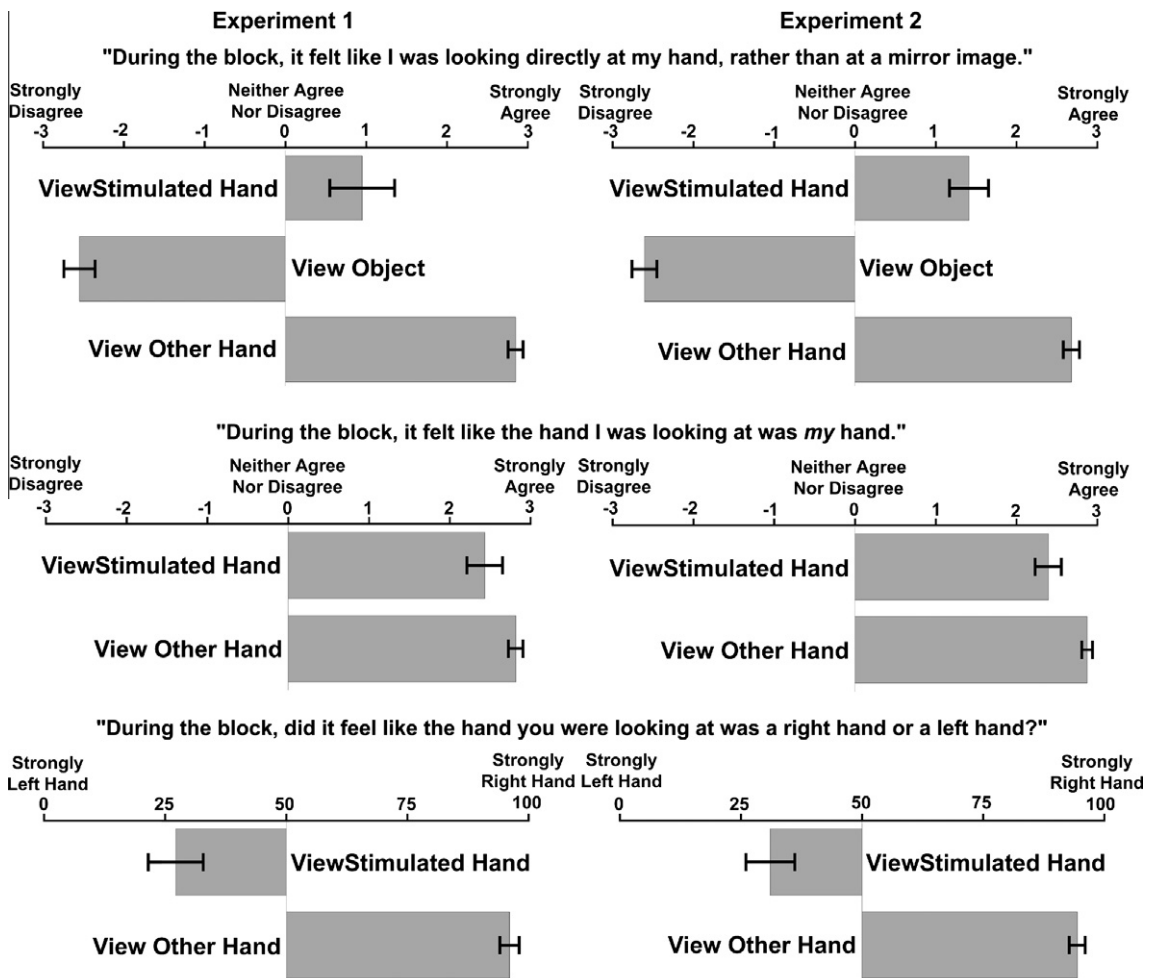 Experiment 1 Experiment 2
"During the block, it felt like I was looking directly at my hand, rather than at a mirror image."
Strongly Disagree Neither Agree Nor Disagree Strongly Agree Strongly Disagree Neither Agree Nor Disagree Strongly Agree
-3 -2 -1 0 1 2 3 -3 -2 -1 0 1 2 3
ViewStimulated Hand ViewStimulated Hand
View Object View Object
View Other Hand View Other Hand
"During the block, it felt like the hand I was looking at was my hand."
Strongly Disagree Neither Agree Nor Disagree Strongly Agree Strongly Disagree Neither Agree Nor Disagree Strongly Agree
-3 -2 -1 0 1 2 3 -3 -2 -1 0 1 2 3
ViewStimulated Hand ViewStimulated Hand
View Other Hand View Other Hand
"During the block, did it feel like the hand you were looking at was a right hand or a left hand?"
Strongly Left Hand Strongly Right Hand Strongly Left Hand Strongly Right Hand
0 25 50 75 100 0 25 50 75 100
ViewStimulated Hand ViewStimulated Hand
View Other Hand View Other Hand